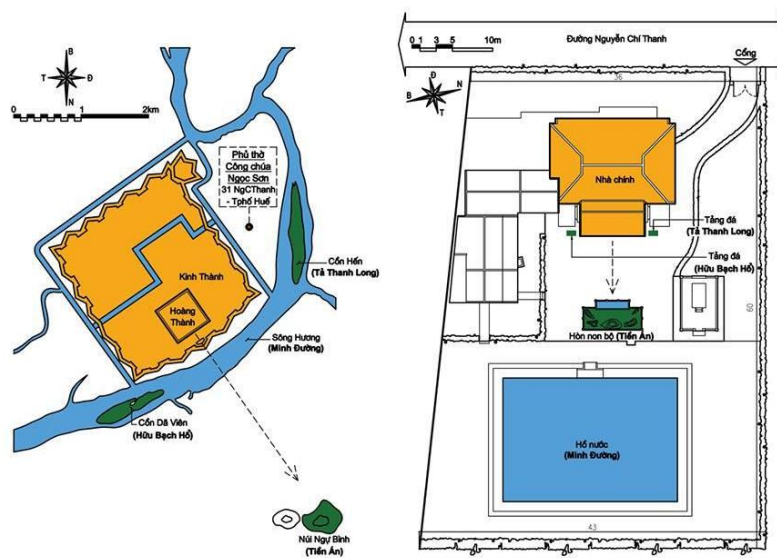 B
T
Đ
N
0
1
2km
Phủ thờ
Công chúa
Ngọc Sơn
31 NgCThanh
- Tphố Huế
Kinh Thành
Hoàng
Thành
Cồn Hến
(Tả Thanh Long)
Sông Hương
(Minh Đường)
Cồn Dã Viên
(Hữu Bạch Hổ)
Núi Ngự Bình
(Tiền Án)
0 1 3 5 10m
Đường Nguyễn Chí Thanh
Cổng
Đ
B
N
T
36
Nhà chính
Tảng đá
(Tả Thanh Long)
Tảng đá
(Hữu Bạch Hổ)
Hòn non bộ (Tiền Án)
60
Hồ nước
(Minh Đường)
43